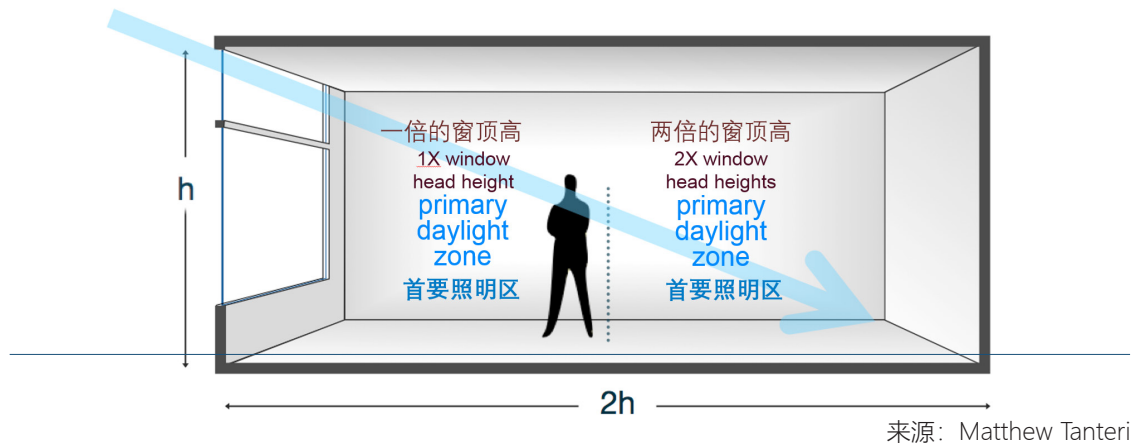 一倍的窗顶高
1X window
head height
primary
daylight
zone
首要照明区
两倍的窗顶高
2X window
head heights
primary
daylight
zone
首要照明区
h
2h
来源：Matthew Tanteri